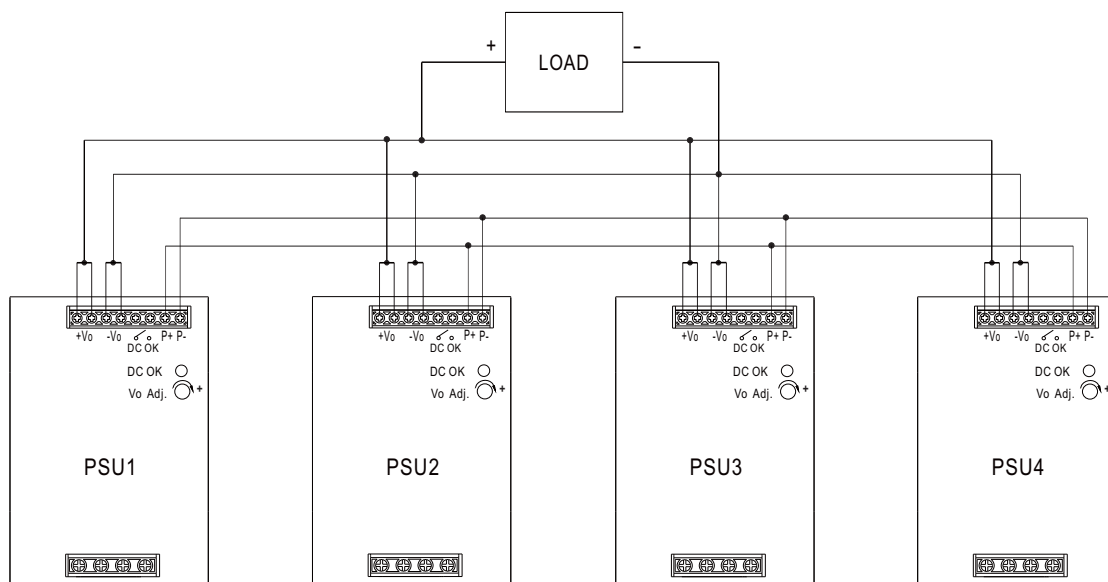 + LOAD -
+Vo -Vo P+ P- +Vo -Vo P+ P- +Vo -Vo P+ P- +Vo -Vo P+ P-
DC OK DC OK DC OK DC OK
DC OK DC OK DC OK DC OK
Vo Adj. + Vo Adj. + Vo Adj. + Vo Adj. +
PSU1 PSU2 PSU3 PSU4